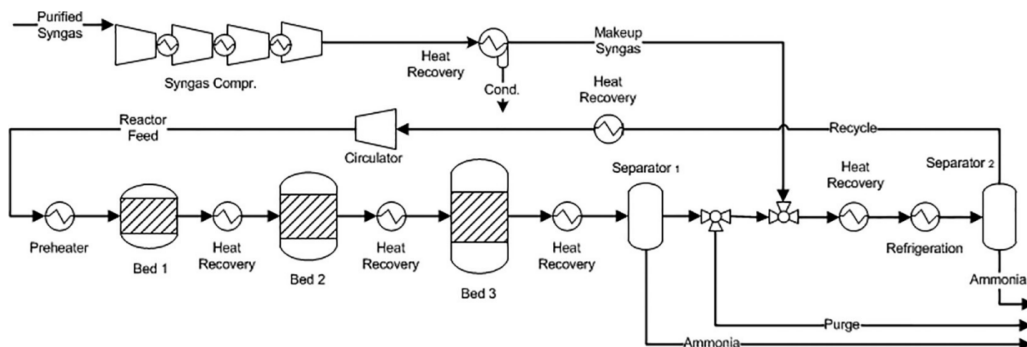 Purified
Syngas
Syngas Compr.
Heat
Recovery
Cond.
Makeup
Syngas
Heat
Recovery
Reactor
Feed
Circulator
Recycle
Preheater
Bed 1
Heat
Recovery
Bed 2
Heat
Recovery
Bed 3
Heat
Recovery
Separator 1
Heat
Recovery
Refrigeration
Separator 2
Ammonia
Purge
Ammonia